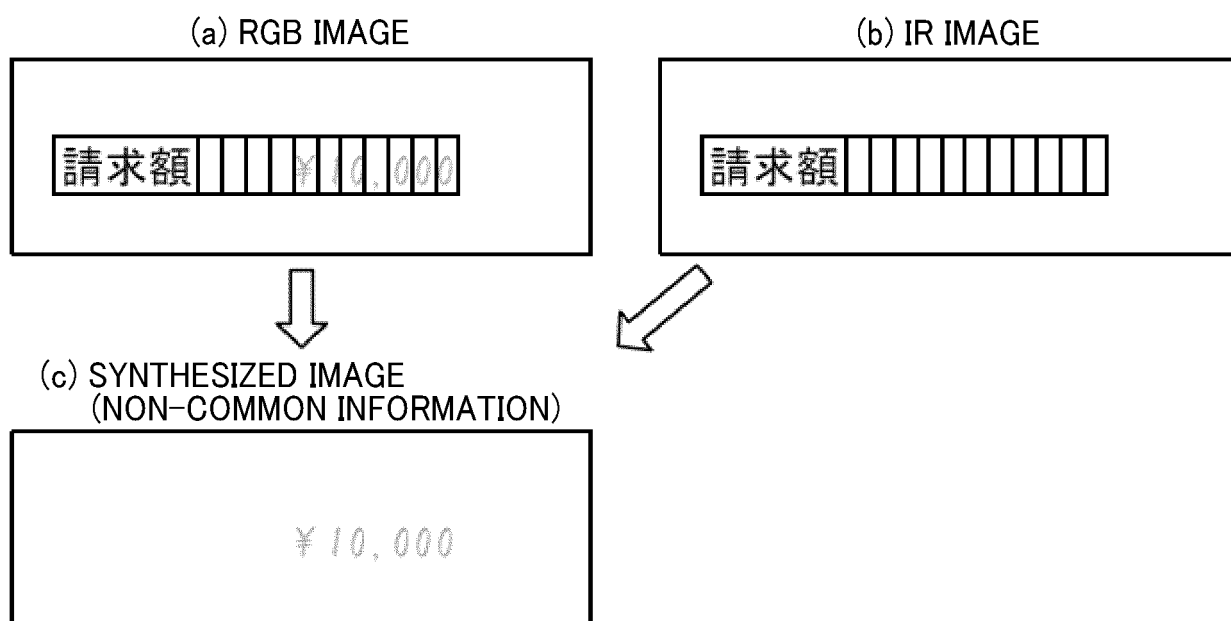 (a) RGB IMAGE
(b) IR IMAGE
請求額 ¥10,000
請求額
(c) SYNTHESIZED IMAGE
(NON-COMMON INFORMATION)
¥10,000